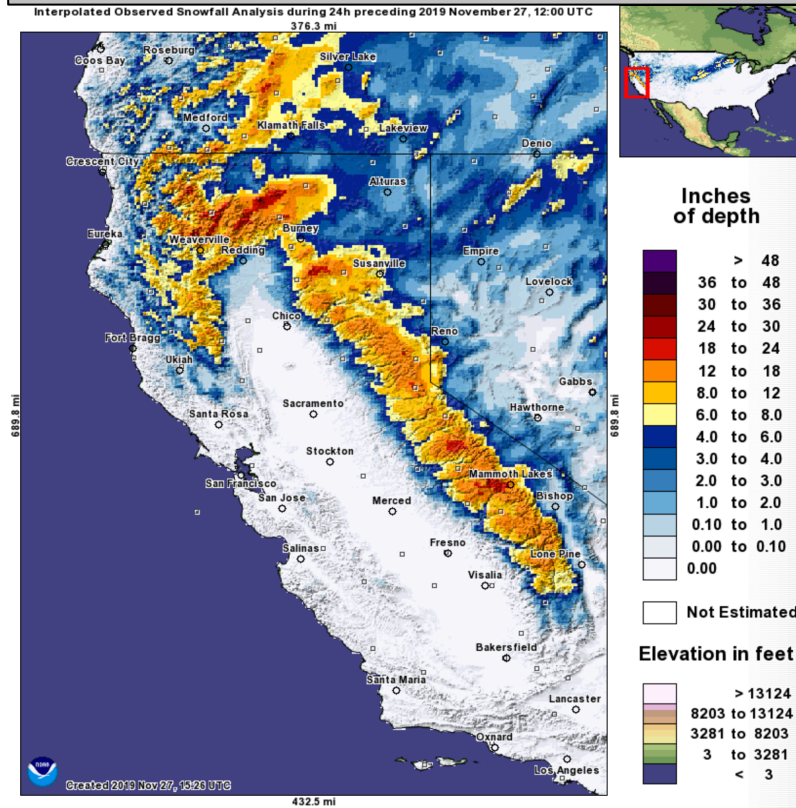 Interpolated Observed Snowfall Analysis during 24h preceding 2019 November 27, 12:00 UTC
376.3 mi
Coos Bay
Roseburg
Silver Lake
Medford
Klamath Falls
Lakeview
Denio
Crescent City
Alturas
Eureka
Weaverville
Burney
Redding
Susanville
Empire
Lovelock
Chico
Fort Bragg
Reno
Ukiah
Gabbs
Santa Rosa
Sacramento
Hawthorne
689.8 mi
689.8 mi
Stockton
Mammoth Lakes
San Francisco
Bishop
San Jose
Merced
Salinas
Fresno
Lone Pine
Visalia
Bakersfield
Santa Maria
Lancaster
Oxnard
Los Angeles
noaa
Created 2019 Nov 27, 15:26 UTC
432.5 mi
Inches
of depth
> 48
36 to 48
30 to 36
24 to 30
18 to 24
12 to 18
8.0 to 12
6.0 to 8.0
4.0 to 6.0
3.0 to 4.0
2.0 to 3.0
1.0 to 2.0
0.10 to 1.0
0.00 to 0.10
0.00
Not Estimated
Elevation in feet
> 13124
8203 to 13124
3281 to 8203
3 to 3281
< 3